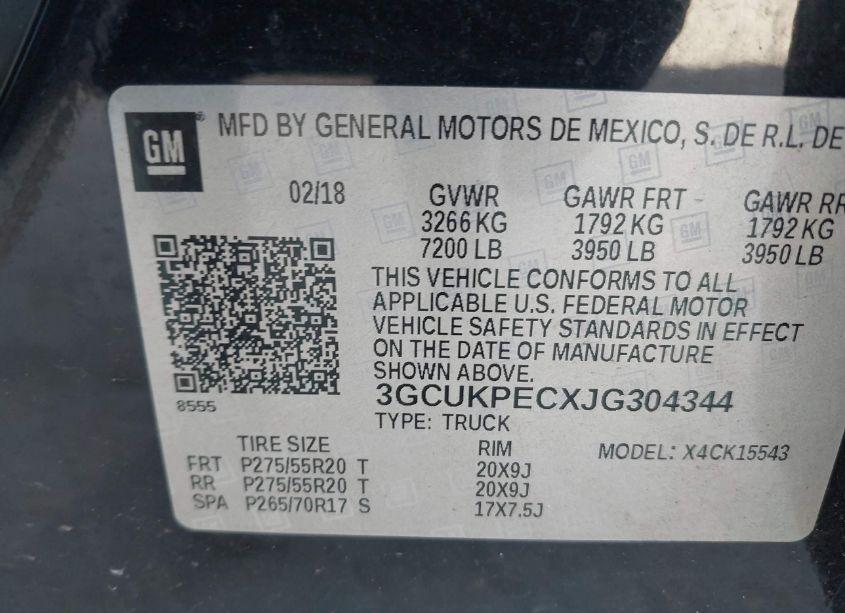 GM
MFD BY GENERAL MOTORS DE MEXICO, S. DE R.L. DE
02/18 GVWR GAWR FRT GAWR RR
3266 KG 1792 KG 1792 KG
7200 LB 3950 LB 3950 LB
THIS VEHICLE CONFORMS TO ALL
APPLICABLE U.S. FEDERAL MOTOR
VEHICLE SAFETY STANDARDS IN EFFECT
ON THE DATE OF MANUFACTURE
SHOWN ABOVE.
3GCUKPECXJG304344
8555
TYPE: TRUCK
TIRE SIZE RIM MODEL: X4CK15543
FRT P275/55R20 T 20X9J
RR P275/55R20 T 20X9J
SPA P265/70R17 S 17X7.5J